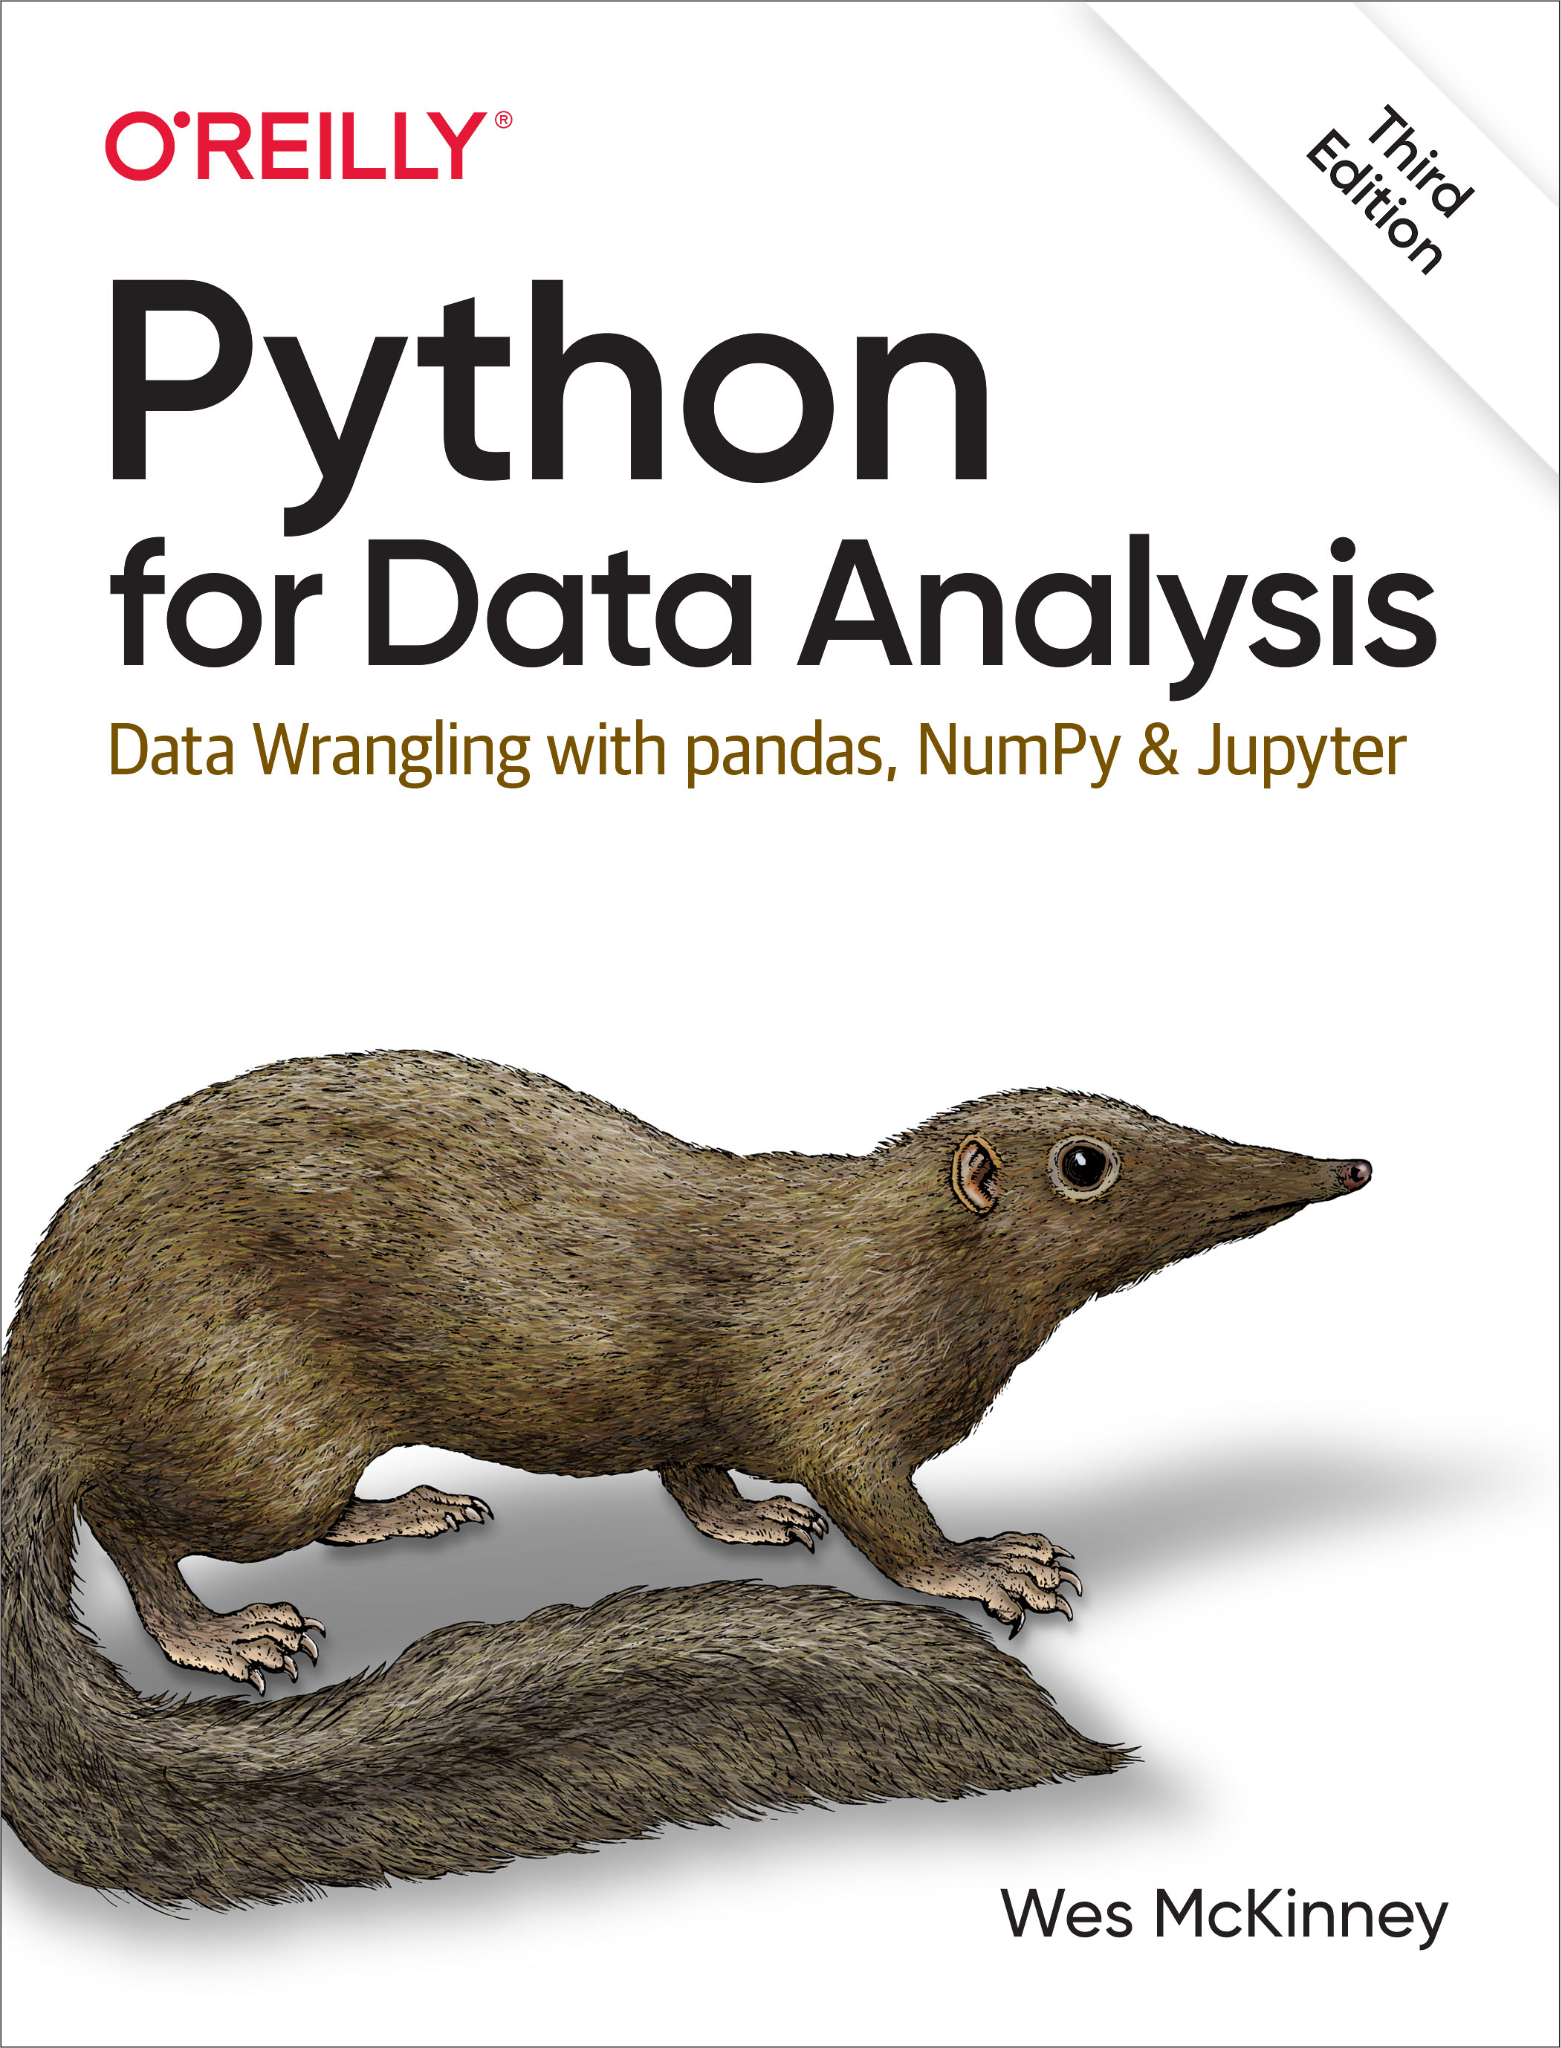 O'REILLY®
Third
Edition
Python
for Data Analysis
Data Wrangling with pandas, NumPy & Jupyter
Wes McKinney